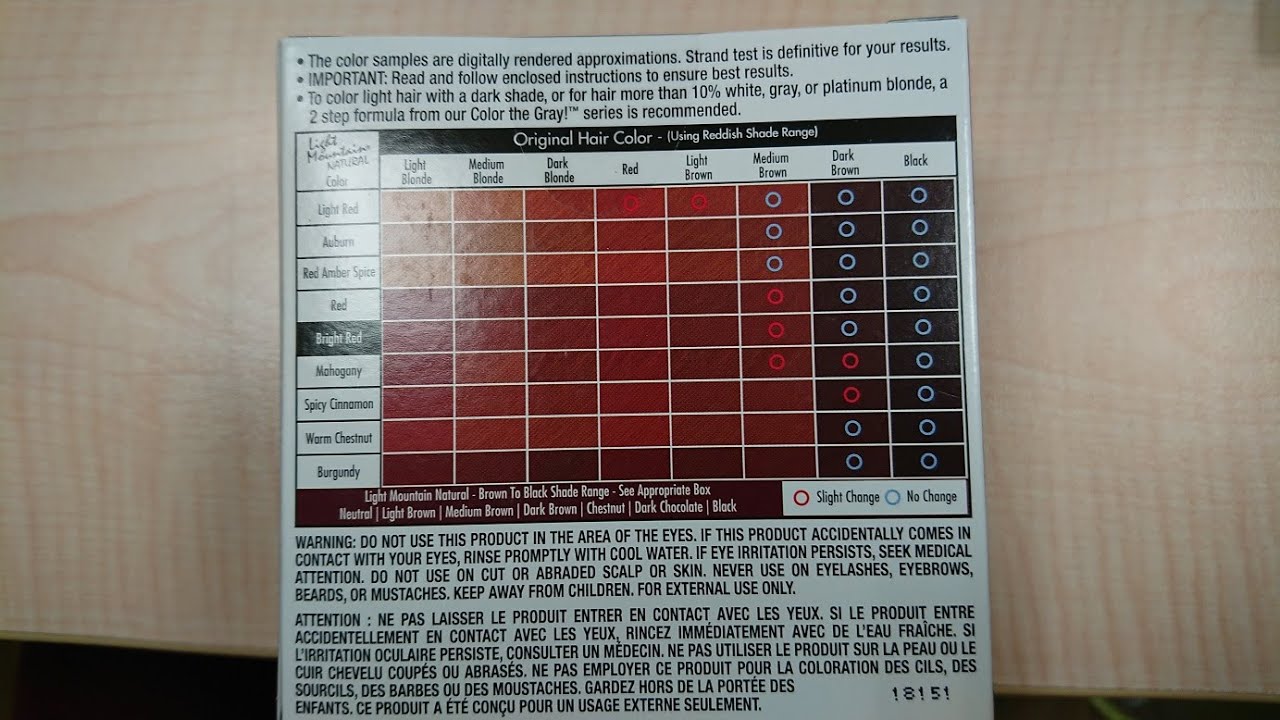 • The color samples are digitally rendered approximations. Strand test is definitive for your results.
• IMPORTANT: Read and follow enclosed instructions to ensure best results.
• To color light hair with a dark shade, or for hair more than 10% white, gray, or platinum blonde, a
2 step formula from our Color the Gray!™ series is recommended.
Light Mountain NATURAL Color
Original Hair Color - (Using Reddish Shade Range)
Light Blonde Medium Blonde Dark Blonde Red Light Brown Medium Brown Dark Brown Black
Light Red
Auburn
Red Amber Spice
Red
Bright Red
Mahogany
Spicy Cinnamon
Warm Chestnut
Burgundy
Light Mountain Natural - Brown To Black Shade Range - See Appropriate Box
Neutral | Light Brown | Medium Brown | Dark Brown | Chestnut | Dark Chocolate | Black
Slight Change No Change
WARNING: DO NOT USE THIS PRODUCT IN THE AREA OF THE EYES. IF THIS PRODUCT ACCIDENTALLY COMES IN
CONTACT WITH YOUR EYES, RINSE PROMPTLY WITH COOL WATER. IF EYE IRRITATION PERSISTS, SEEK MEDICAL
ATTENTION. DO NOT USE ON CUT OR ABRADED SCALP OR SKIN. NEVER USE ON EYELASHES, EYEBROWS,
BEARDS, OR MUSTACHES. KEEP AWAY FROM CHILDREN. FOR EXTERNAL USE ONLY.
ATTENTION : NE PAS LAISSER LE PRODUIT ENTRER EN CONTACT AVEC LES YEUX. SI LE PRODUIT ENTRE
ACCIDENTELLEMENT EN CONTACT AVEC LES YEUX, RINCEZ IMMÉDIATEMENT AVEC DE L'EAU FRAÎCHE. SI
L'IRRITATION OCULAIRE PERSISTE, CONSULTER UN MÉDECIN. NE PAS UTILISER LE PRODUIT SUR LA PEAU OU LE
CUIR CHEVELU COUPÉS OU ABRASÉS. NE PAS EMPLOYER CE PRODUIT POUR LA COLORATION DES CILS, DES
SOURCILS, DES BARBES OU DES MOUSTACHES. GARDEZ HORS DE LA PORTÉE DES
ENFANTS. CE PRODUIT A ÉTÉ CONÇU POUR UN USAGE EXTERNE SEULEMENT.
18151